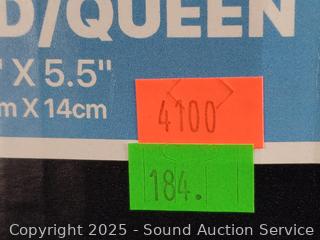 D/QUEEN
" X 5.5"
m X 14cm
4100
184.
Copyright 2025 - Sound Auction Service